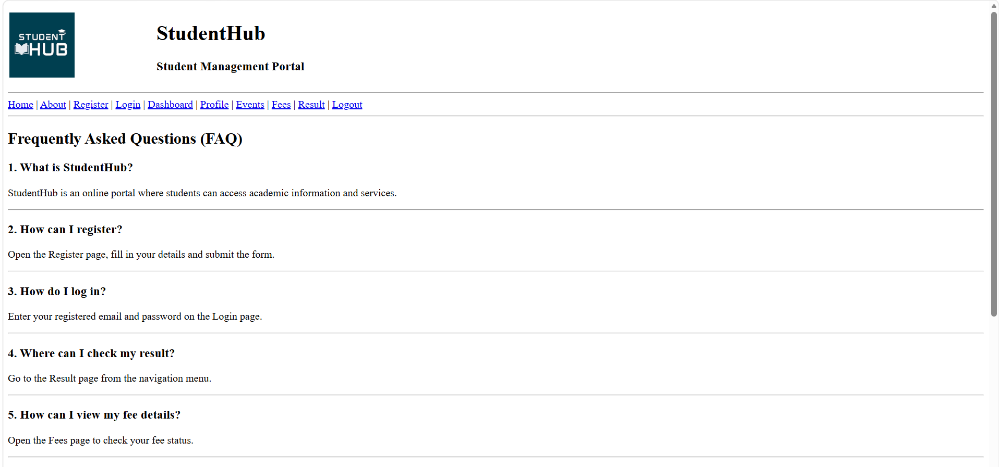 STUDENT
HUB
StudentHub
Student Management Portal
Home | About | Register | Login | Dashboard | Profile | Events | Fees | Result | Logout
Frequently Asked Questions (FAQ)
1. What is StudentHub?
StudentHub is an online portal where students can access academic information and services.
2. How can I register?
Open the Register page, fill in your details and submit the form.
3. How do I log in?
Enter your registered email and password on the Login page.
4. Where can I check my result?
Go to the Result page from the navigation menu.
5. How can I view my fee details?
Open the Fees page to check your fee status.